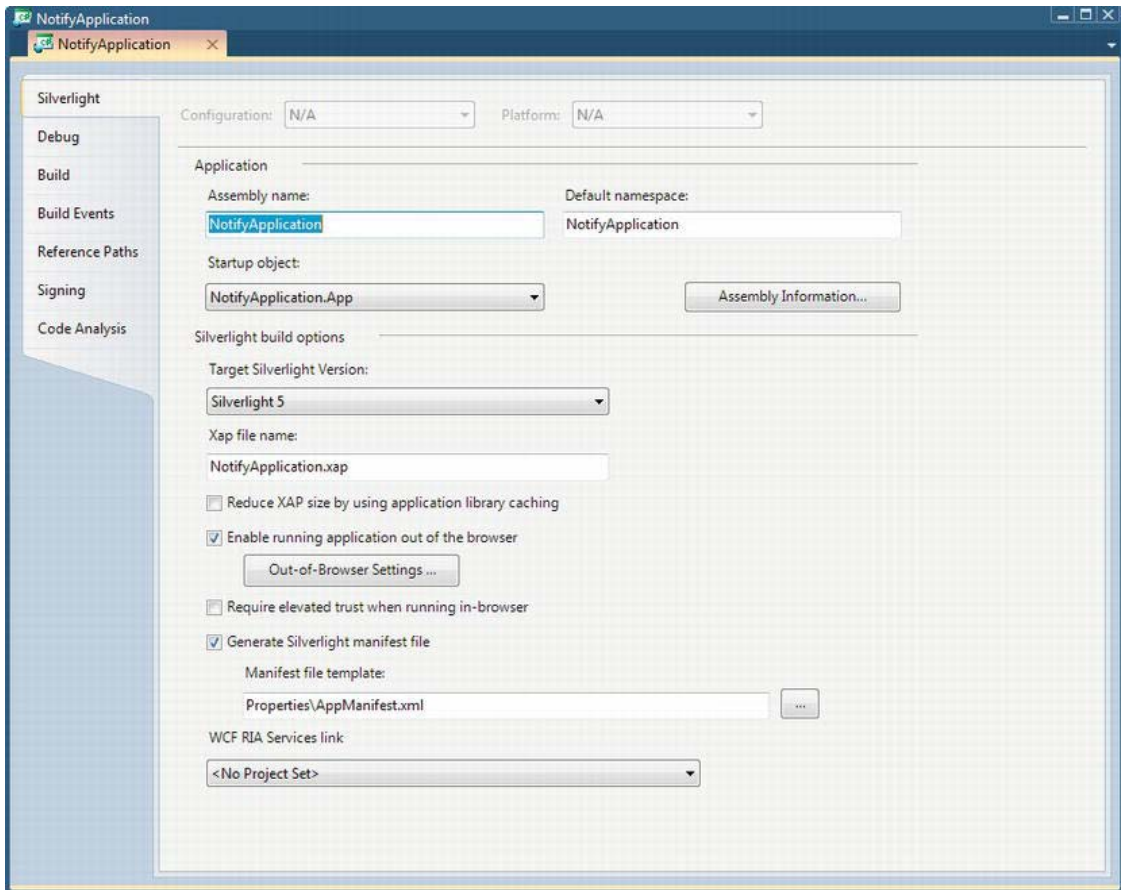 NotifyApplication
NotifyApplication
Silverlight
Debug
Build
Build Events
Reference Paths
Signing
Code Analysis
Configuration: N/A Platform: N/A
Application
Assembly name: Default namespace:
NotifyApplication NotifyApplication
Startup object:
NotifyApplication.App Assembly Information...
Silverlight build options
Target Silverlight Version:
Silverlight 5
Xap file name:
NotifyApplication.xap
Reduce XAP size by using application library caching
Enable running application out of the browser
Out-of-Browser Settings ...
Require elevated trust when running in-browser
Generate Silverlight manifest file
Manifest file template:
Properties\AppManifest.xml ...
WCF RIA Services link
<No Project Set>